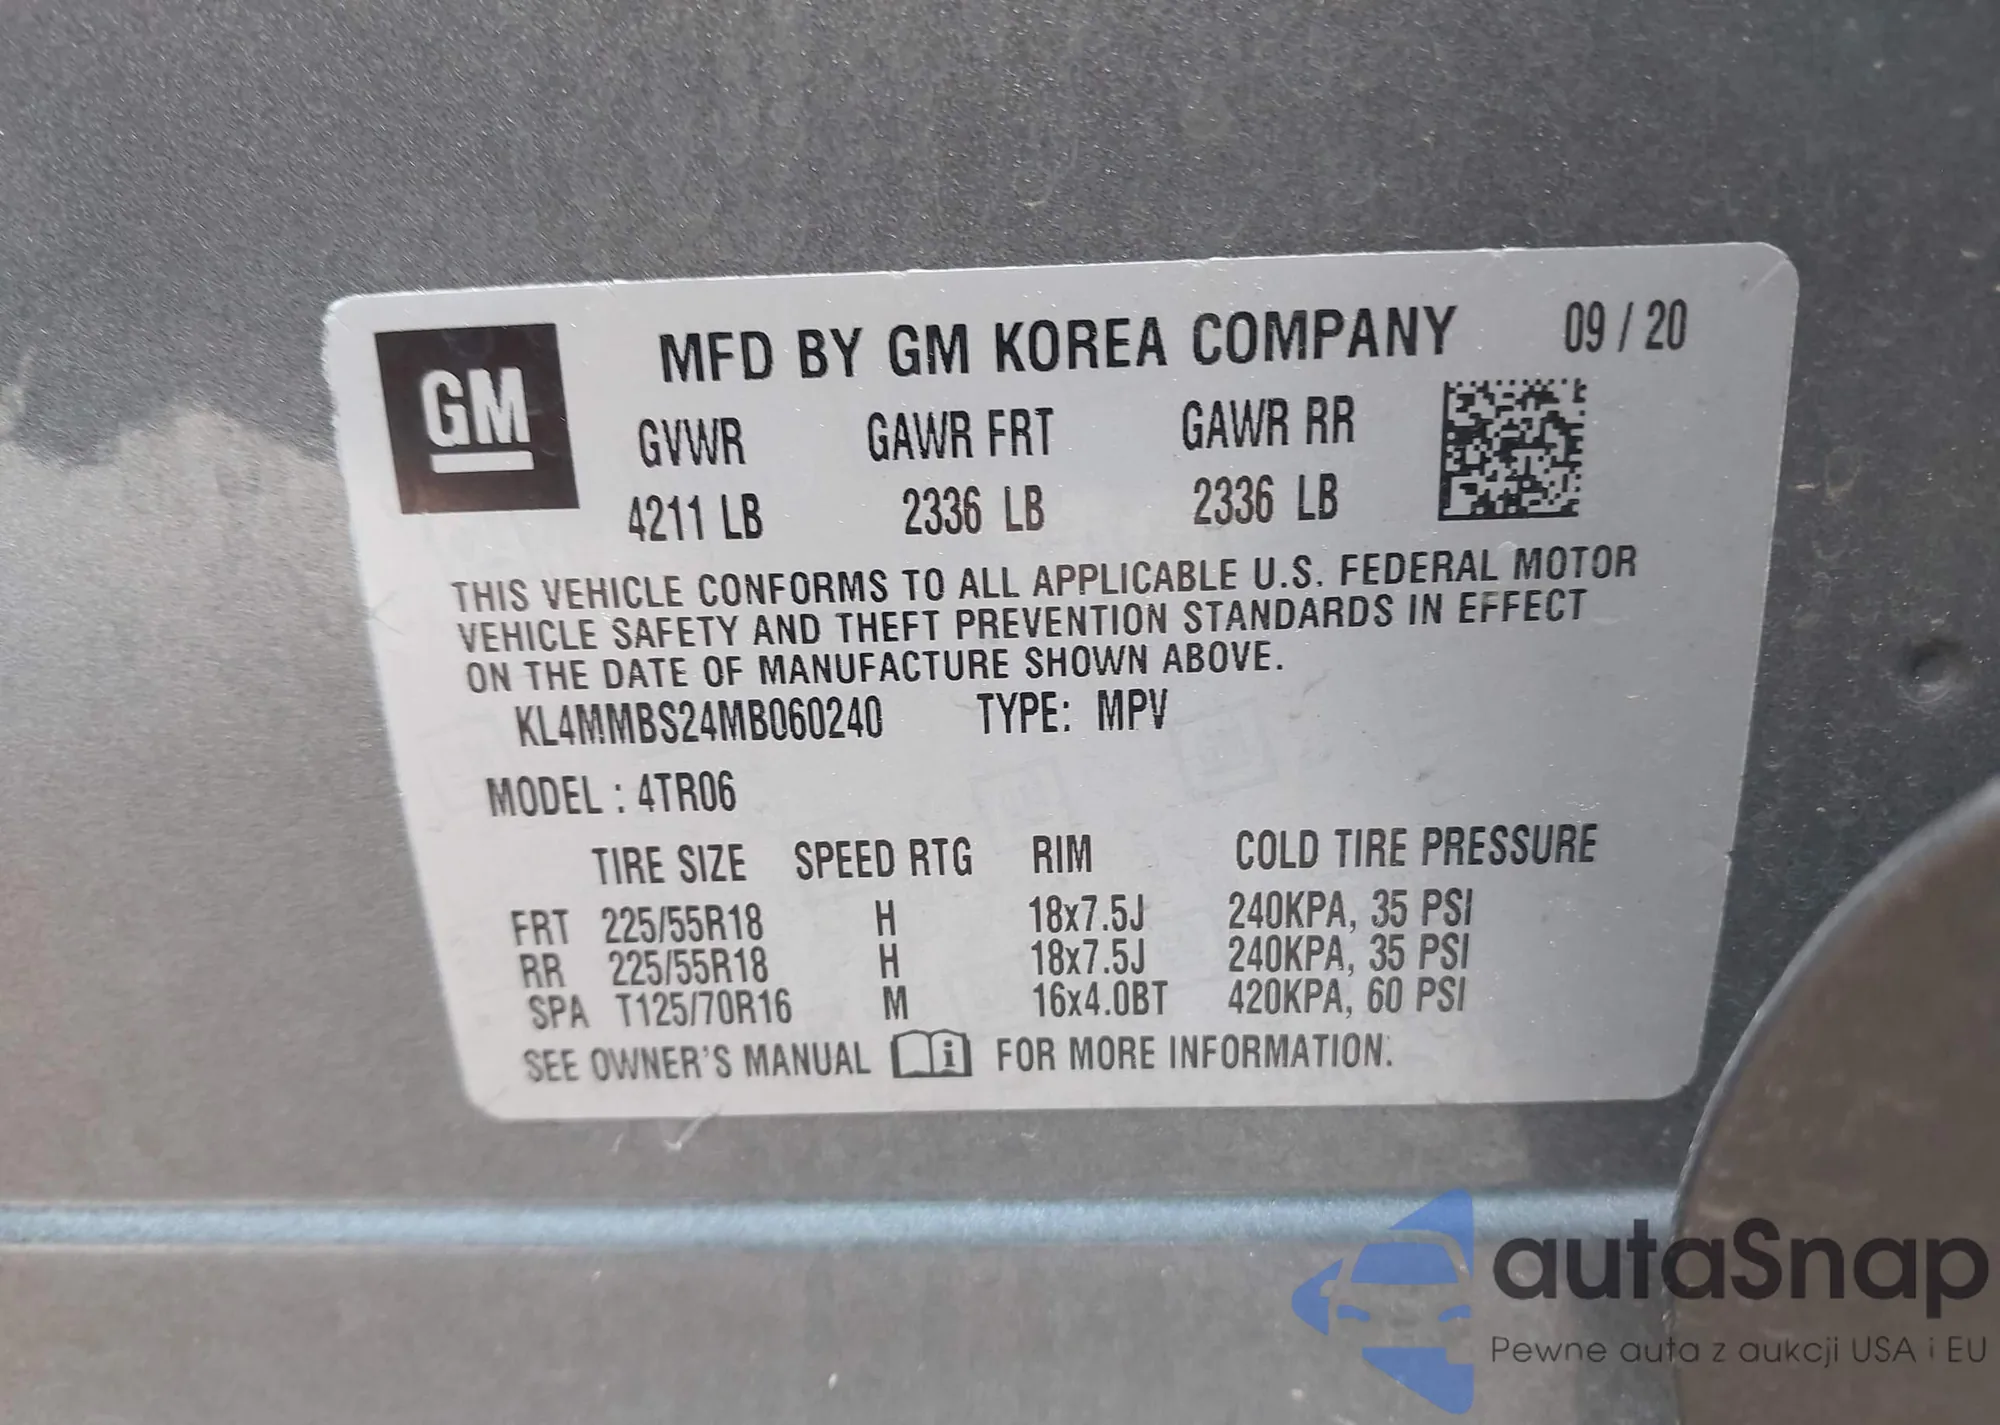 GM
MFD BY GM KOREA COMPANY 09 / 20
GVWR GAWR FRT GAWR RR
4211 LB 2336 LB 2336 LB
THIS VEHICLE CONFORMS TO ALL APPLICABLE U.S. FEDERAL MOTOR
VEHICLE SAFETY AND THEFT PREVENTION STANDARDS IN EFFECT
ON THE DATE OF MANUFACTURE SHOWN ABOVE.
KL4MMBS24MB060240 TYPE: MPV
MODEL : 4TR06
TIRE SIZE SPEED RTG RIM COLD TIRE PRESSURE
FRT 225/55R18 H 18x7.5J 240KPA, 35 PSI
RR 225/55R18 H 18x7.5J 240KPA, 35 PSI
SPA T125/70R16 M 16x4.0BT 420KPA, 60 PSI
SEE OWNER'S MANUAL i FOR MORE INFORMATION.
autaSnap
Pewne auta z aukcji USA i EU